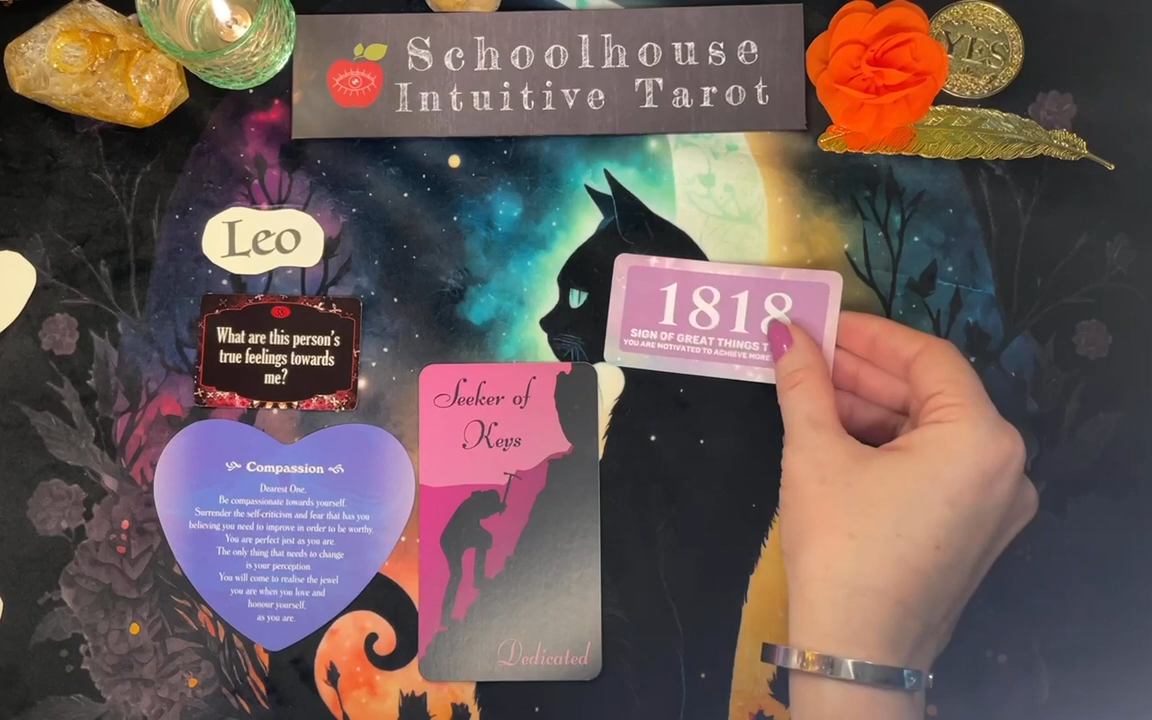 Schoolhouse
Intuitive Tarot
YES
Leo
1818
SIGN OF GREAT THINGS
YOU ARE MOTIVATED TO ACHIEVE MORE
What are this person's
true feelings towards
me?
Seeker of
Keys
Dedicated
Compassion
Dearest One,
Be compassionate towards yourself.
Surrender the self-criticism and fear that has you
believing you need to improve in order to be worthy.
You are perfect just as you are.
The only thing that needs to change
is your perception
You will come to realise the jewel
you are when you love and
honour yourself,
as you are.